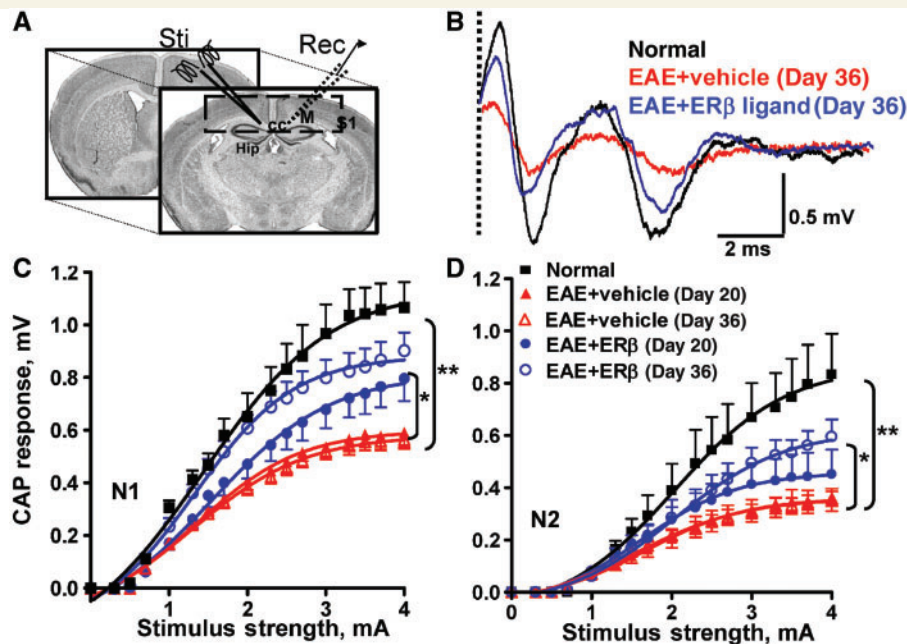 A
Sti
Rec
cc
M
S1
Hip
B
Normal
EAE+vehicle (Day 36)
EAE+ERβ ligand (Day 36)
0.5 mV
2 ms
C
Normal
EAE+vehicle (Day 20)
EAE+vehicle (Day 36)
EAE+ERβ (Day 20)
EAE+ERβ (Day 36)
1.2
1.0
0.8
0.6
0.4
0.2
0.0
CAP response, mV
N1
*
**
1
2
3
4
Stimulus strength, mA
D
1.2
1.0
0.8
0.6
0.4
0.2
0.0
N2
*
**
0
1
2
3
4
Stimulus strength, mA